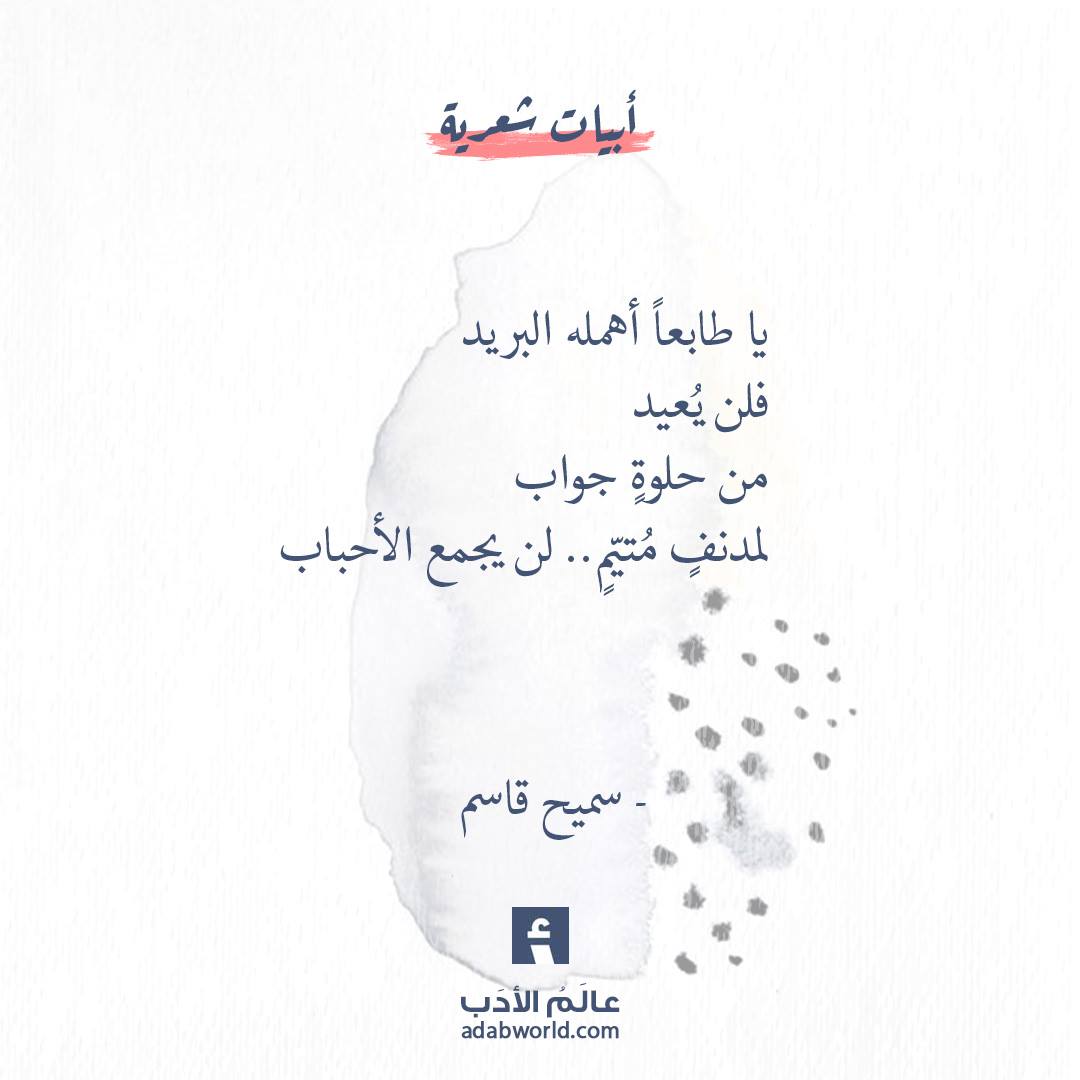 أبيات شعرية
يا طابعاً أهمله البريد
فلن يُعيد
من حلوةٍ جواب
لمدنفٍ مُتيّمٍ.. لن يجمع الأحباب
- سميح قاسم
أ
عالَمُ الأدَب
adabworld.com